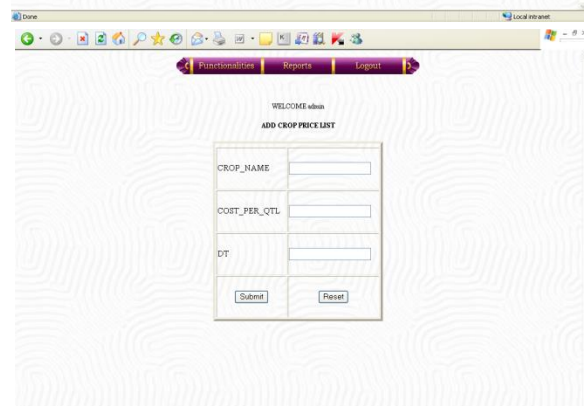 Done
Local intranet
Functionalities Reports Logout
WELCOME admin
ADD CROP PRICE LIST
CROP_NAME
COST_PER_QTL
DT
Submit Reset